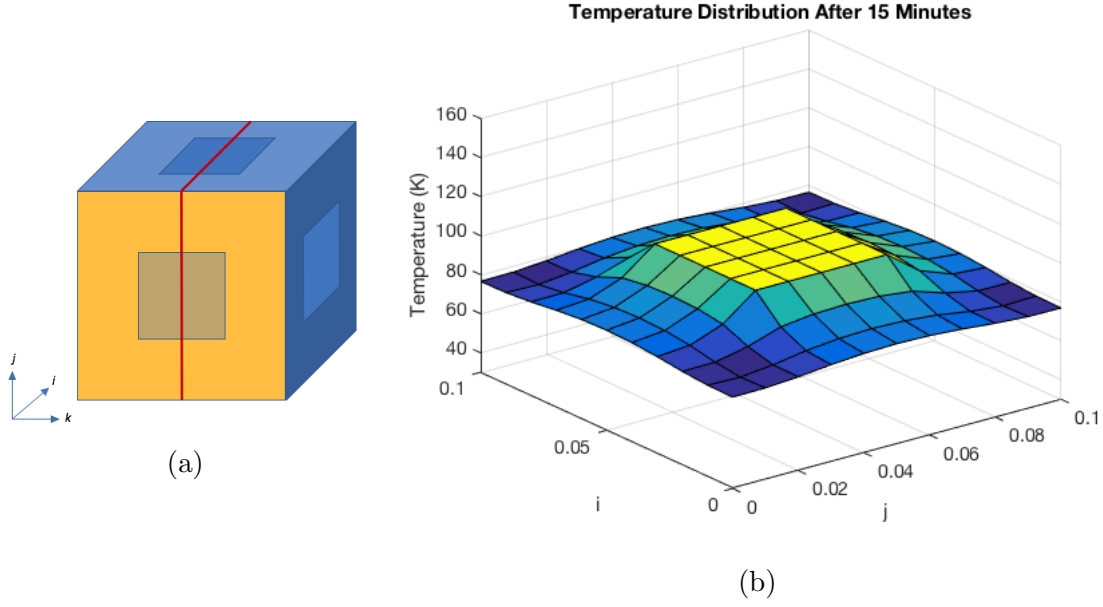 Temperature Distribution After 15 Minutes
j
i
k
(a)
Temperature (K)
160
140
120
100
80
60
40
0.1
0.05
0
i
0
0.02
0.04
0.06
0.08
0.1
j
(b)